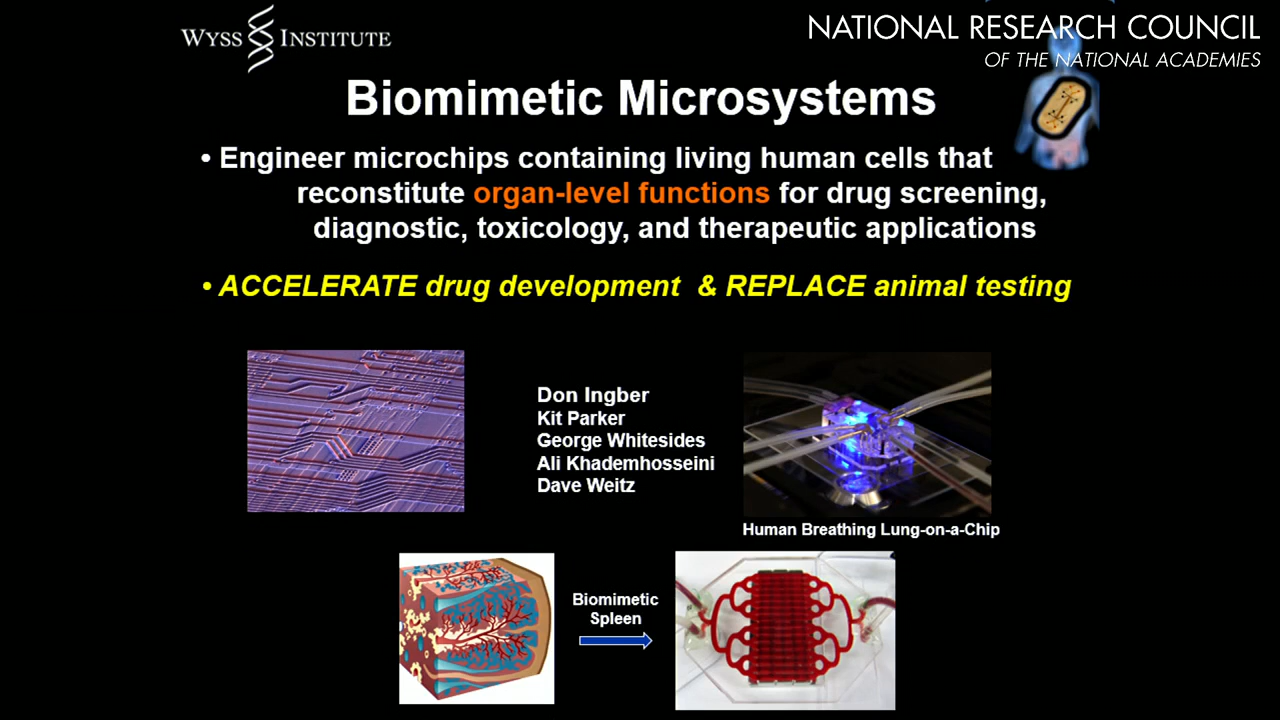 WYSS INSTITUTE
NATIONAL RESEARCH COUNCIL
OF THE NATIONAL ACADEMIES
Biomimetic Microsystems
• Engineer microchips containing living human cells that
reconstitute organ-level functions for drug screening,
diagnostic, toxicology, and therapeutic applications
• ACCELERATE drug development & REPLACE animal testing
Don Ingber
Kit Parker
George Whitesides
Ali Khademhosseini
Dave Weitz
Human Breathing Lung-on-a-Chip
Biomimetic
Spleen